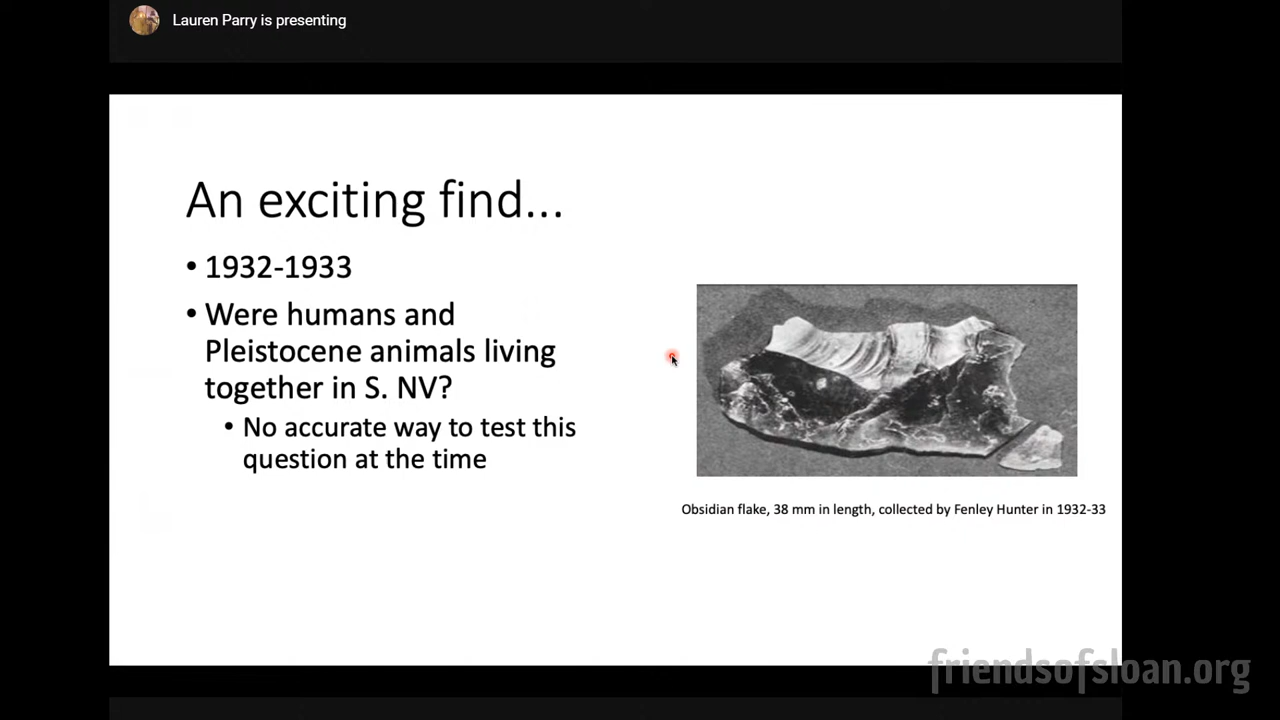 Lauren Parry is presenting
An exciting find...
• 1932-1933
• Were humans and
Pleistocene animals living
together in S. NV?
• No accurate way to test this
question at the time
Obsidian flake, 38 mm in length, collected by Fenley Hunter in 1932-33
friendsofsloan.org